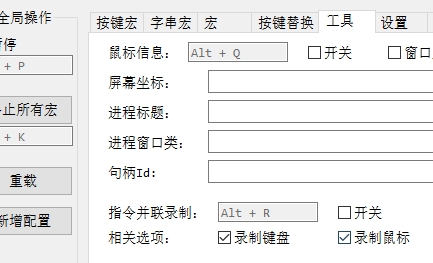 全局操作
暂停
+ P
止所有宏
+ K
重载
新增配置
按键宏 字串宏 宏 按键替换 工具 设置
鼠标信息： Alt + Q 开关 窗口
屏幕坐标：
进程标题：
进程窗口类：
句柄Id:
指令并联录制： Alt + R 开关
相关选项： 录制键盘 录制鼠标